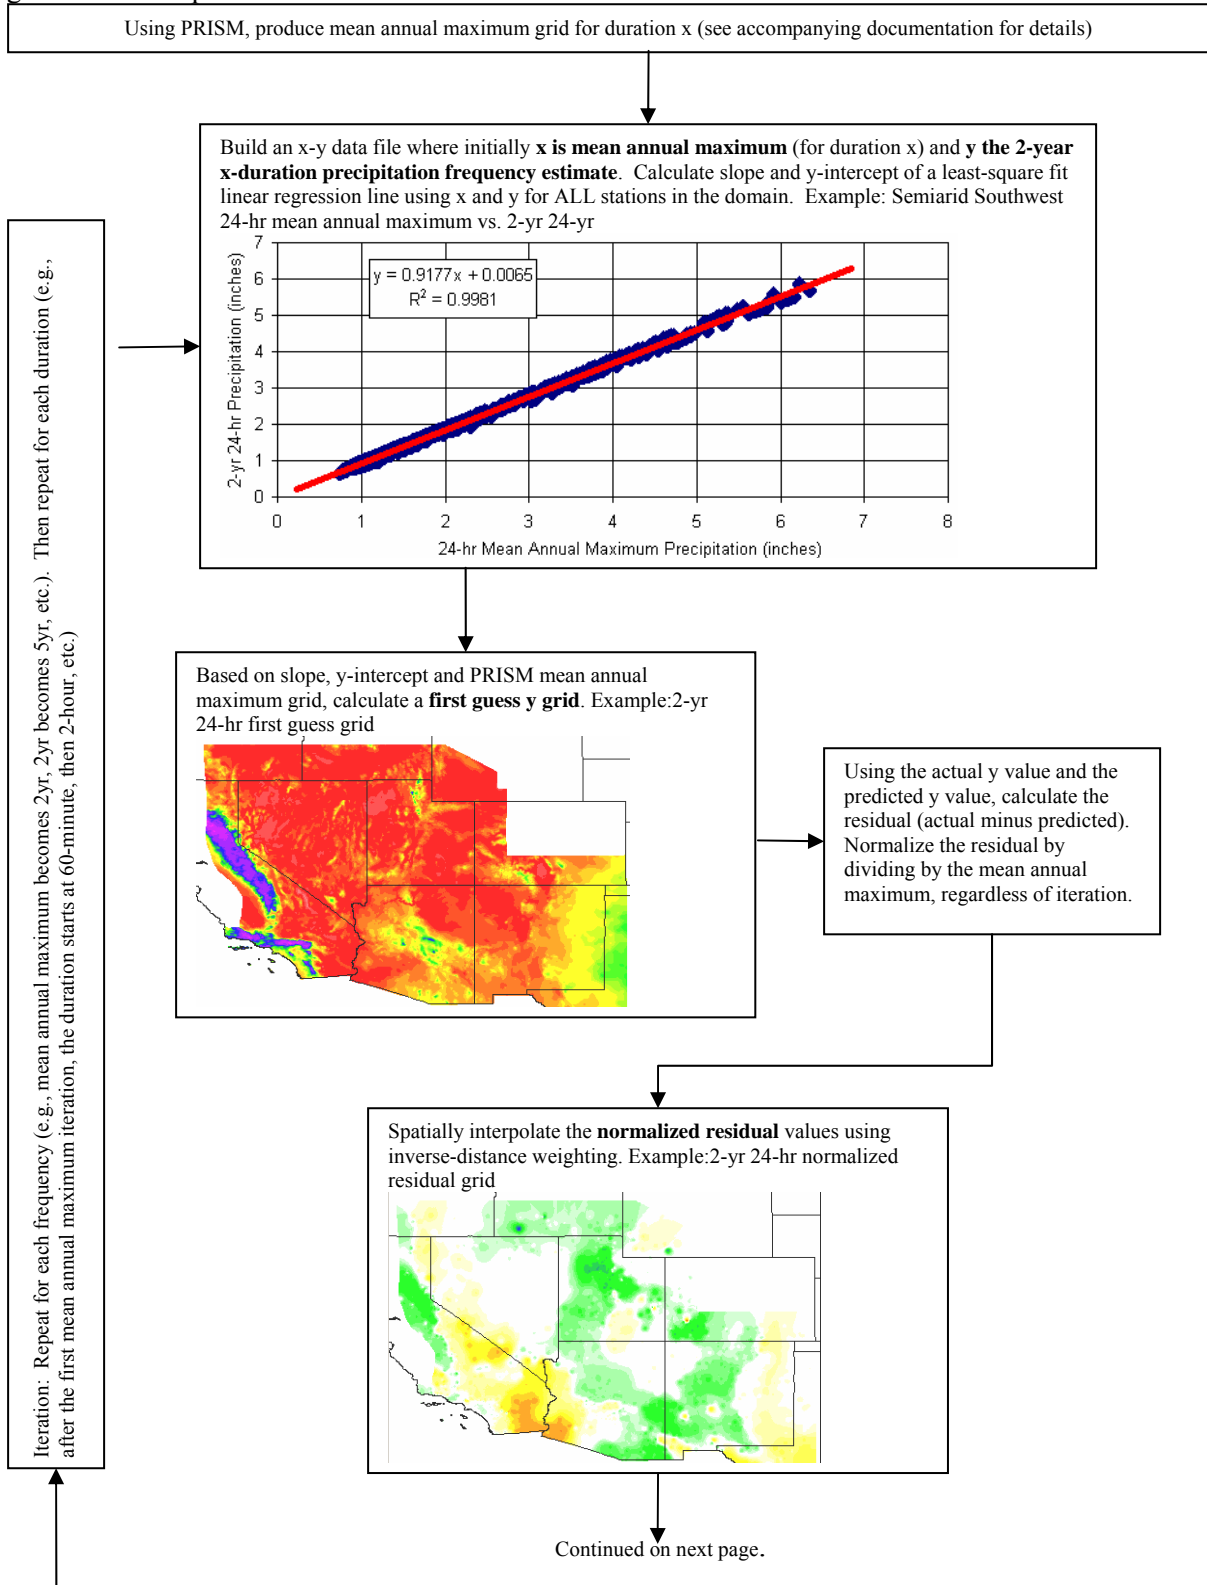 Using PRISM, produce mean annual maximum grid for duration x (see accompanying documentation for details)
Build an x-y data file where initially x is mean annual maximum (for duration x) and y the 2-year
x-duration precipitation frequency estimate. Calculate slope and y-intercept of a least-square fit
linear regression line using x and y for ALL stations in the domain. Example: Semiarid Southwest
24-hr mean annual maximum vs. 2-yr 24-yr
y = 0.9177x + 0.0065
R² = 0.9981
2-yr 24-hr Precipitation (inches)
7
6
5
4
3
2
1
0
0 1 2 3 4 5 6 7 8
24-hr Mean Annual Maximum Precipitation (inches)
Iteration: Repeat for each frequency (e.g., mean annual maximum becomes 2yr, 2yr becomes 5yr, etc.). Then repeat for each duration (e.g.,
after the first mean annual maximum iteration, the duration starts at 60-minute, then 2-hour, etc.)
Based on slope, y-intercept and PRISM mean annual
maximum grid, calculate a first guess y grid. Example:2-yr
24-hr first guess grid
Using the actual y value and the
predicted y value, calculate the
residual (actual minus predicted).
Normalize the residual by
dividing by the mean annual
maximum, regardless of iteration.
Spatially interpolate the normalized residual values using
inverse-distance weighting. Example:2-yr 24-hr normalized
residual grid
Continued on next page.